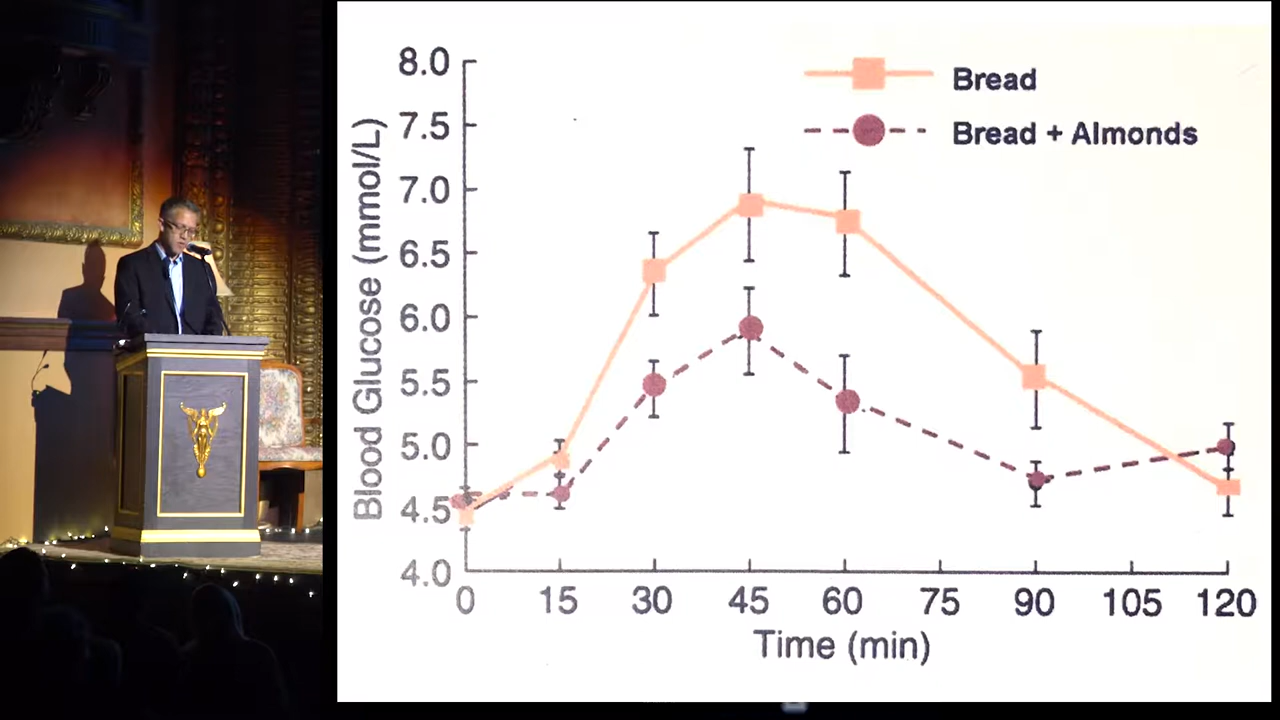 Bread
Bread + Almonds
Blood Glucose (mmol/L)
8.0
7.5
7.0
6.5
6.0
5.5
5.0
4.5
4.0
0 15 30 45 60 75 90 105 120
Time (min)